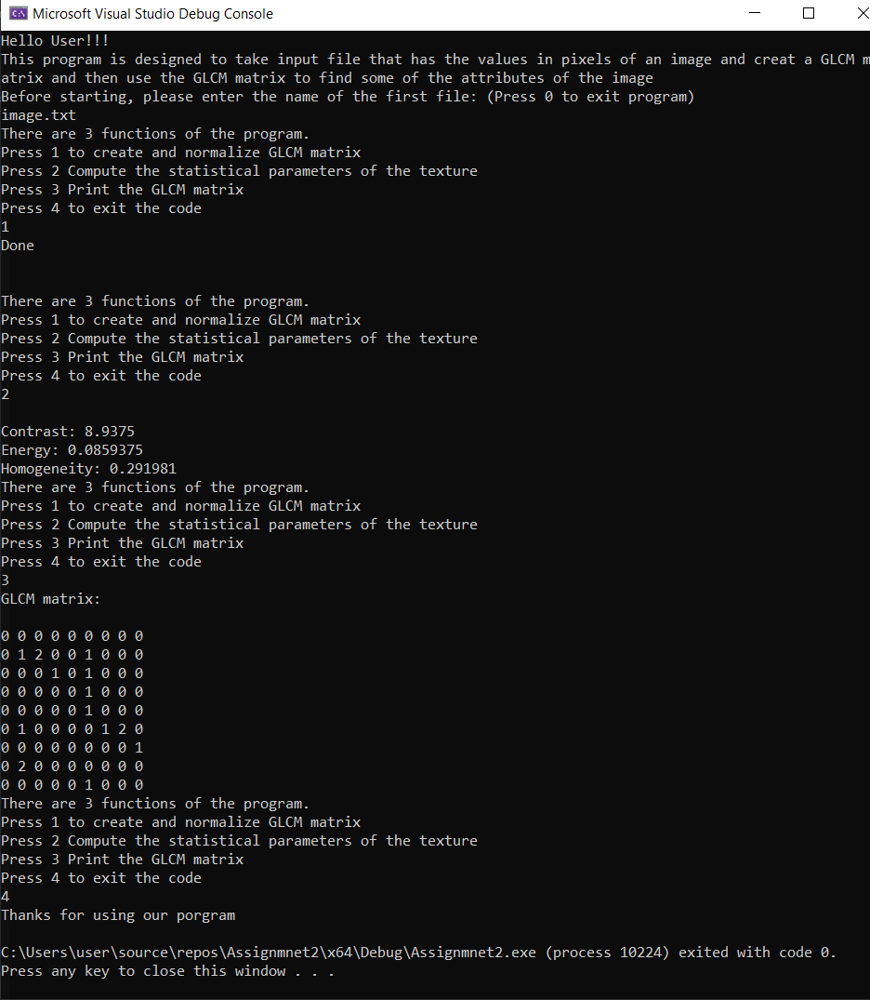 Microsoft Visual Studio Debug Console
Hello User!!!
This program is designed to take input file that has the values in pixels of an image and creat a GLCM m
atrix and then use the GLCM matrix to find some of the attributes of the image
Before starting, please enter the name of the first file: (Press 0 to exit program)
image.txt
There are 3 functions of the program.
Press 1 to create and normalize GLCM matrix
Press 2 Compute the statistical parameters of the texture
Press 3 Print the GLCM matrix
Press 4 to exit the code
1
Done
There are 3 functions of the program.
Press 1 to create and normalize GLCM matrix
Press 2 Compute the statistical parameters of the texture
Press 3 Print the GLCM matrix
Press 4 to exit the code
2
Contrast: 8.9375
Energy: 0.0859375
Homogeneity: 0.291981
There are 3 functions of the program.
Press 1 to create and normalize GLCM matrix
Press 2 Compute the statistical parameters of the texture
Press 3 Print the GLCM matrix
Press 4 to exit the code
3
GLCM matrix:
0 0 0 0 0 0 0 0 0
0 1 2 0 0 1 0 0 0
0 0 0 1 0 1 0 0 0
0 0 0 0 0 1 0 0 0
0 0 0 0 0 1 0 0 0
0 1 0 0 0 0 1 2 0
0 0 0 0 0 0 0 0 1
0 2 0 0 0 0 0 0 0
0 0 0 0 0 1 0 0 0
There are 3 functions of the program.
Press 1 to create and normalize GLCM matrix
Press 2 Compute the statistical parameters of the texture
Press 3 Print the GLCM matrix
Press 4 to exit the code
4
Thanks for using our porgram
C:\Users\user\source\repos\Assignmnet2\x64\Debug\Assignmnet2.exe (process 10224) exited with code 0.
Press any key to close this window . . .